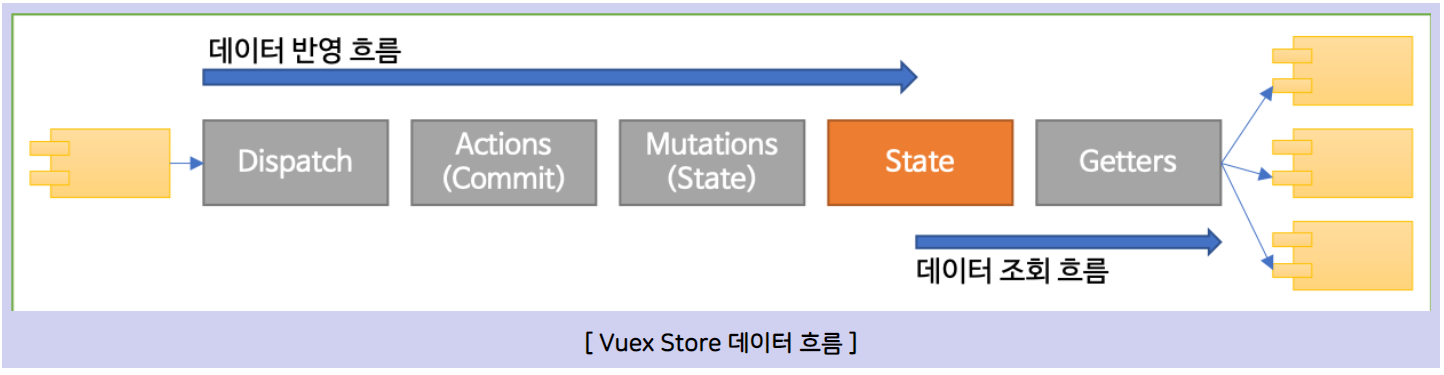 데이터 반영 흐름
Dispatch
Actions
(Commit)
Mutations
(State)
State
Getters
데이터 조회 흐름
[ Vuex Store 데이터 흐름 ]